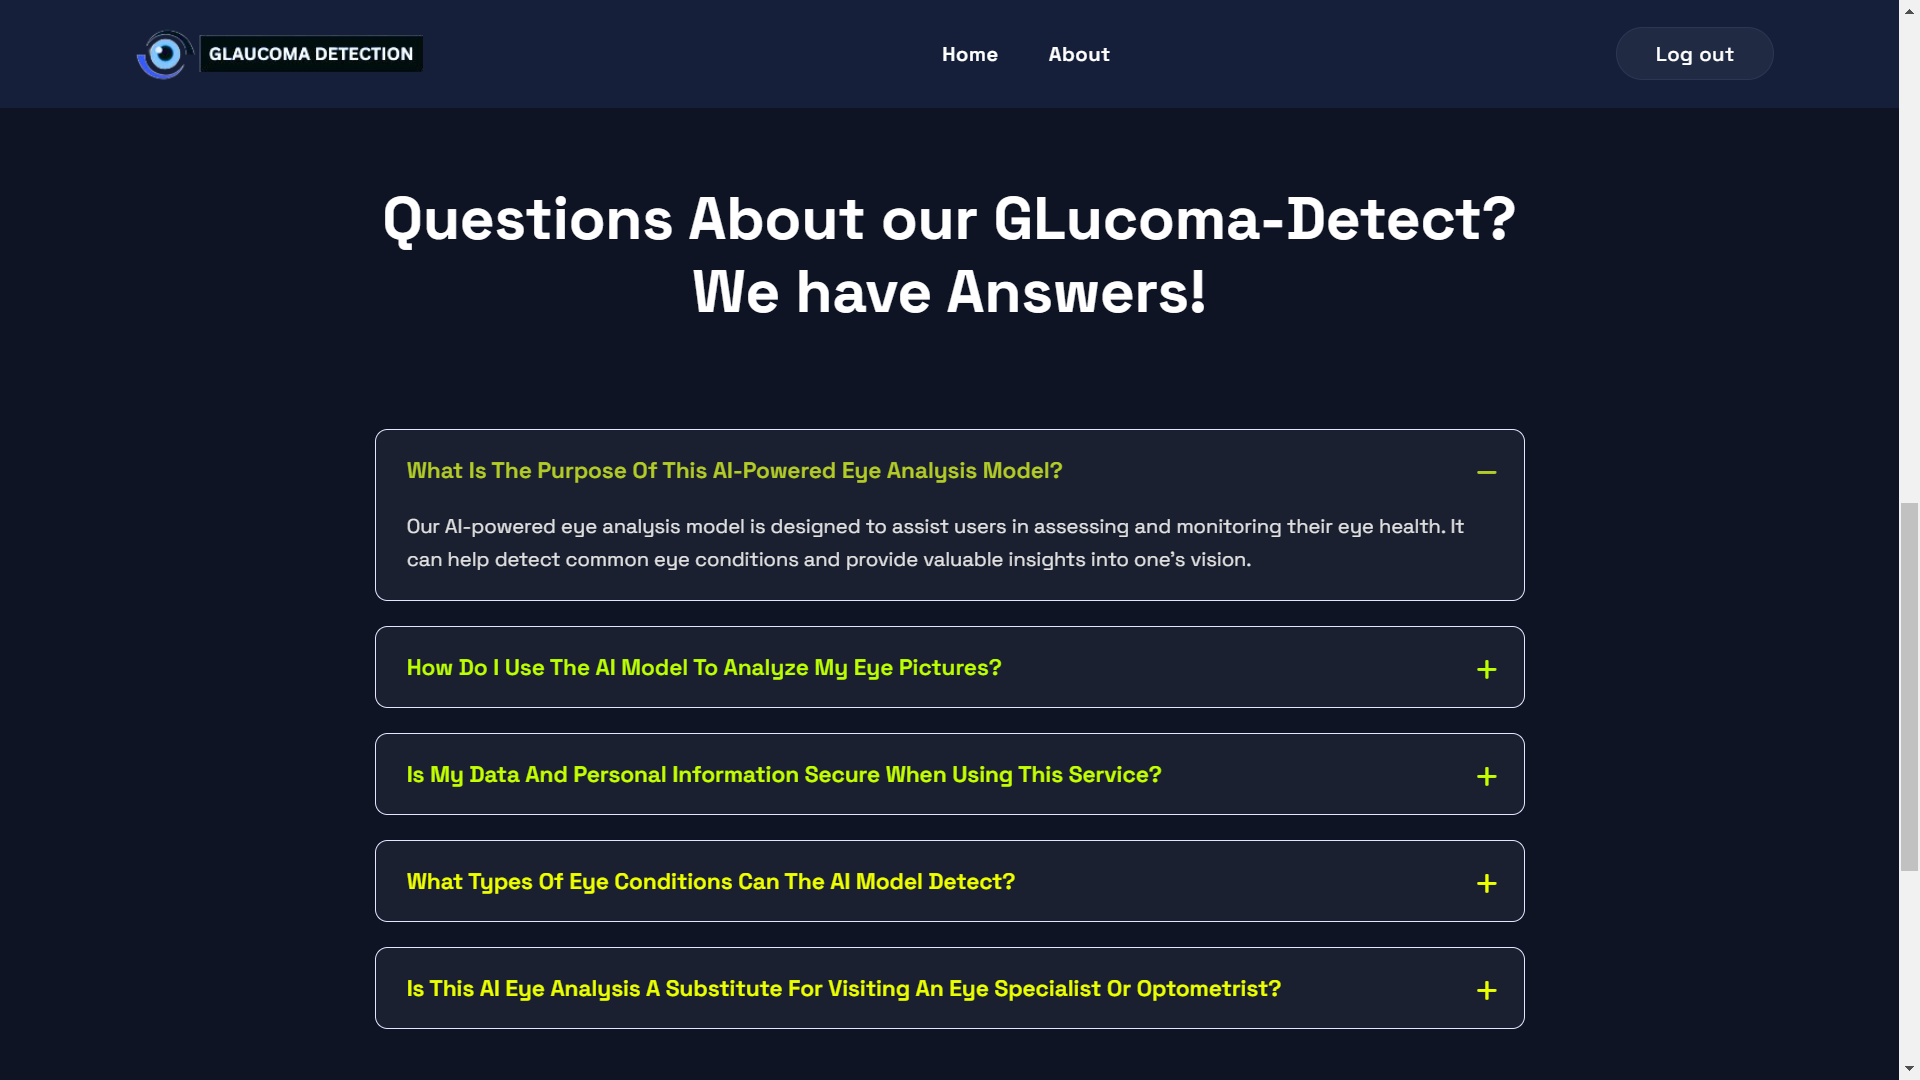 GLAUCOMA DETECTION
Home
About
Log out
Questions About our GLucoma-Detect?
We have Answers!
What Is The Purpose Of This AI-Powered Eye Analysis Model?
Our AI-powered eye analysis model is designed to assist users in assessing and monitoring their eye health. It
can help detect common eye conditions and provide valuable insights into one's vision.
How Do I Use The AI Model To Analyze My Eye Pictures?
Is My Data And Personal Information Secure When Using This Service?
What Types Of Eye Conditions Can The AI Model Detect?
Is This AI Eye Analysis A Substitute For Visiting An Eye Specialist Or Optometrist?